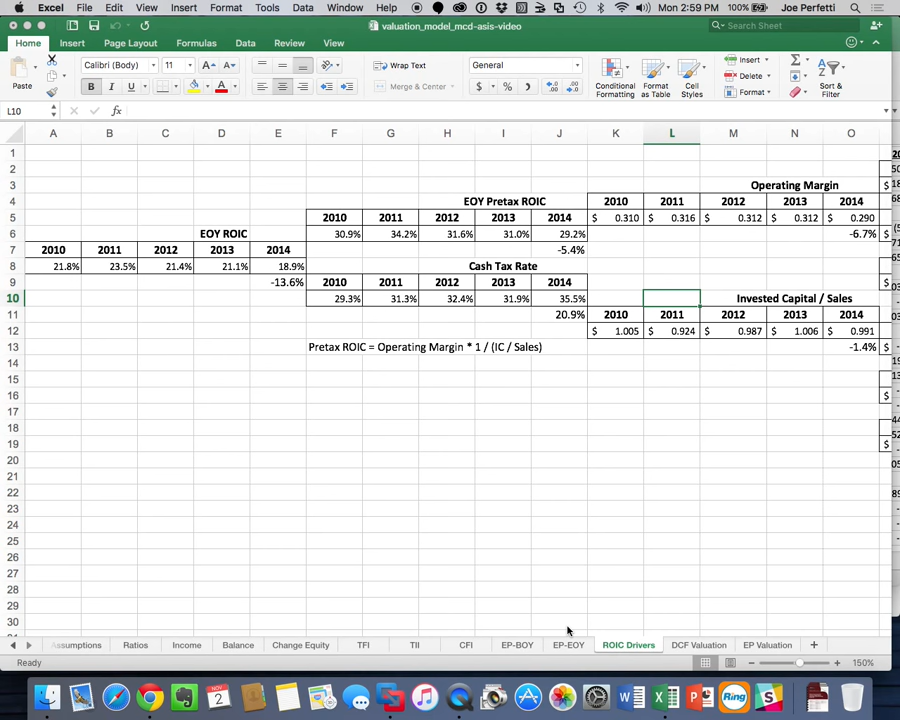 Excel File Edit View Insert Format Tools Data Window Help 100% Mon 2:59 PM Joe Perfetti
valuation_model_mcd-asis-video
Search Sheet
Home Insert Page Layout Formulas Data Review View
Calibri (Body) 11 A A Wrap Text General Insert
Paste B I U A Merge & Center $ % Conditional Formatting Format as Table Cell Styles Delete Format Sort & Filter
L10 fx
A B C D E F G H I J K L M N O
1
2
3 Operating Margin $
4 EOY Pretax ROIC 2010 2011 2012 2013 2014
5 2010 2011 2012 2013 2014 $ 0.310 $ 0.316 $ 0.312 $ 0.312 $ 0.290
6 EOY ROIC 30.9% 34.2% 31.6% 31.0% 29.2% -6.7% $
7 2010 2011 2012 2013 2014 -5.4%
8 21.8% 23.5% 21.4% 21.1% 18.9% Cash Tax Rate
9 -13.6% 2010 2011 2012 2013 2014 $
10 29.3% 31.3% 32.4% 31.9% 35.5% Invested Capital / Sales
11 20.9% 2010 2011 2012 2013 2014
12 $ 1.005 $ 0.924 $ 0.987 $ 1.006 $ 0.991
13 Pretax ROIC = Operating Margin * 1 / (IC / Sales) -1.4% $
14
15
16 $
17
18
19 $
20
21
22
23
24
25
26
27
28
29
30
Assumptions Ratios Income Balance Change Equity TFI TII CFI EP-BOY EP-EOY ROIC Drivers DCF Valuation EP Valuation +
Ready 150%
NOV 2
Ring